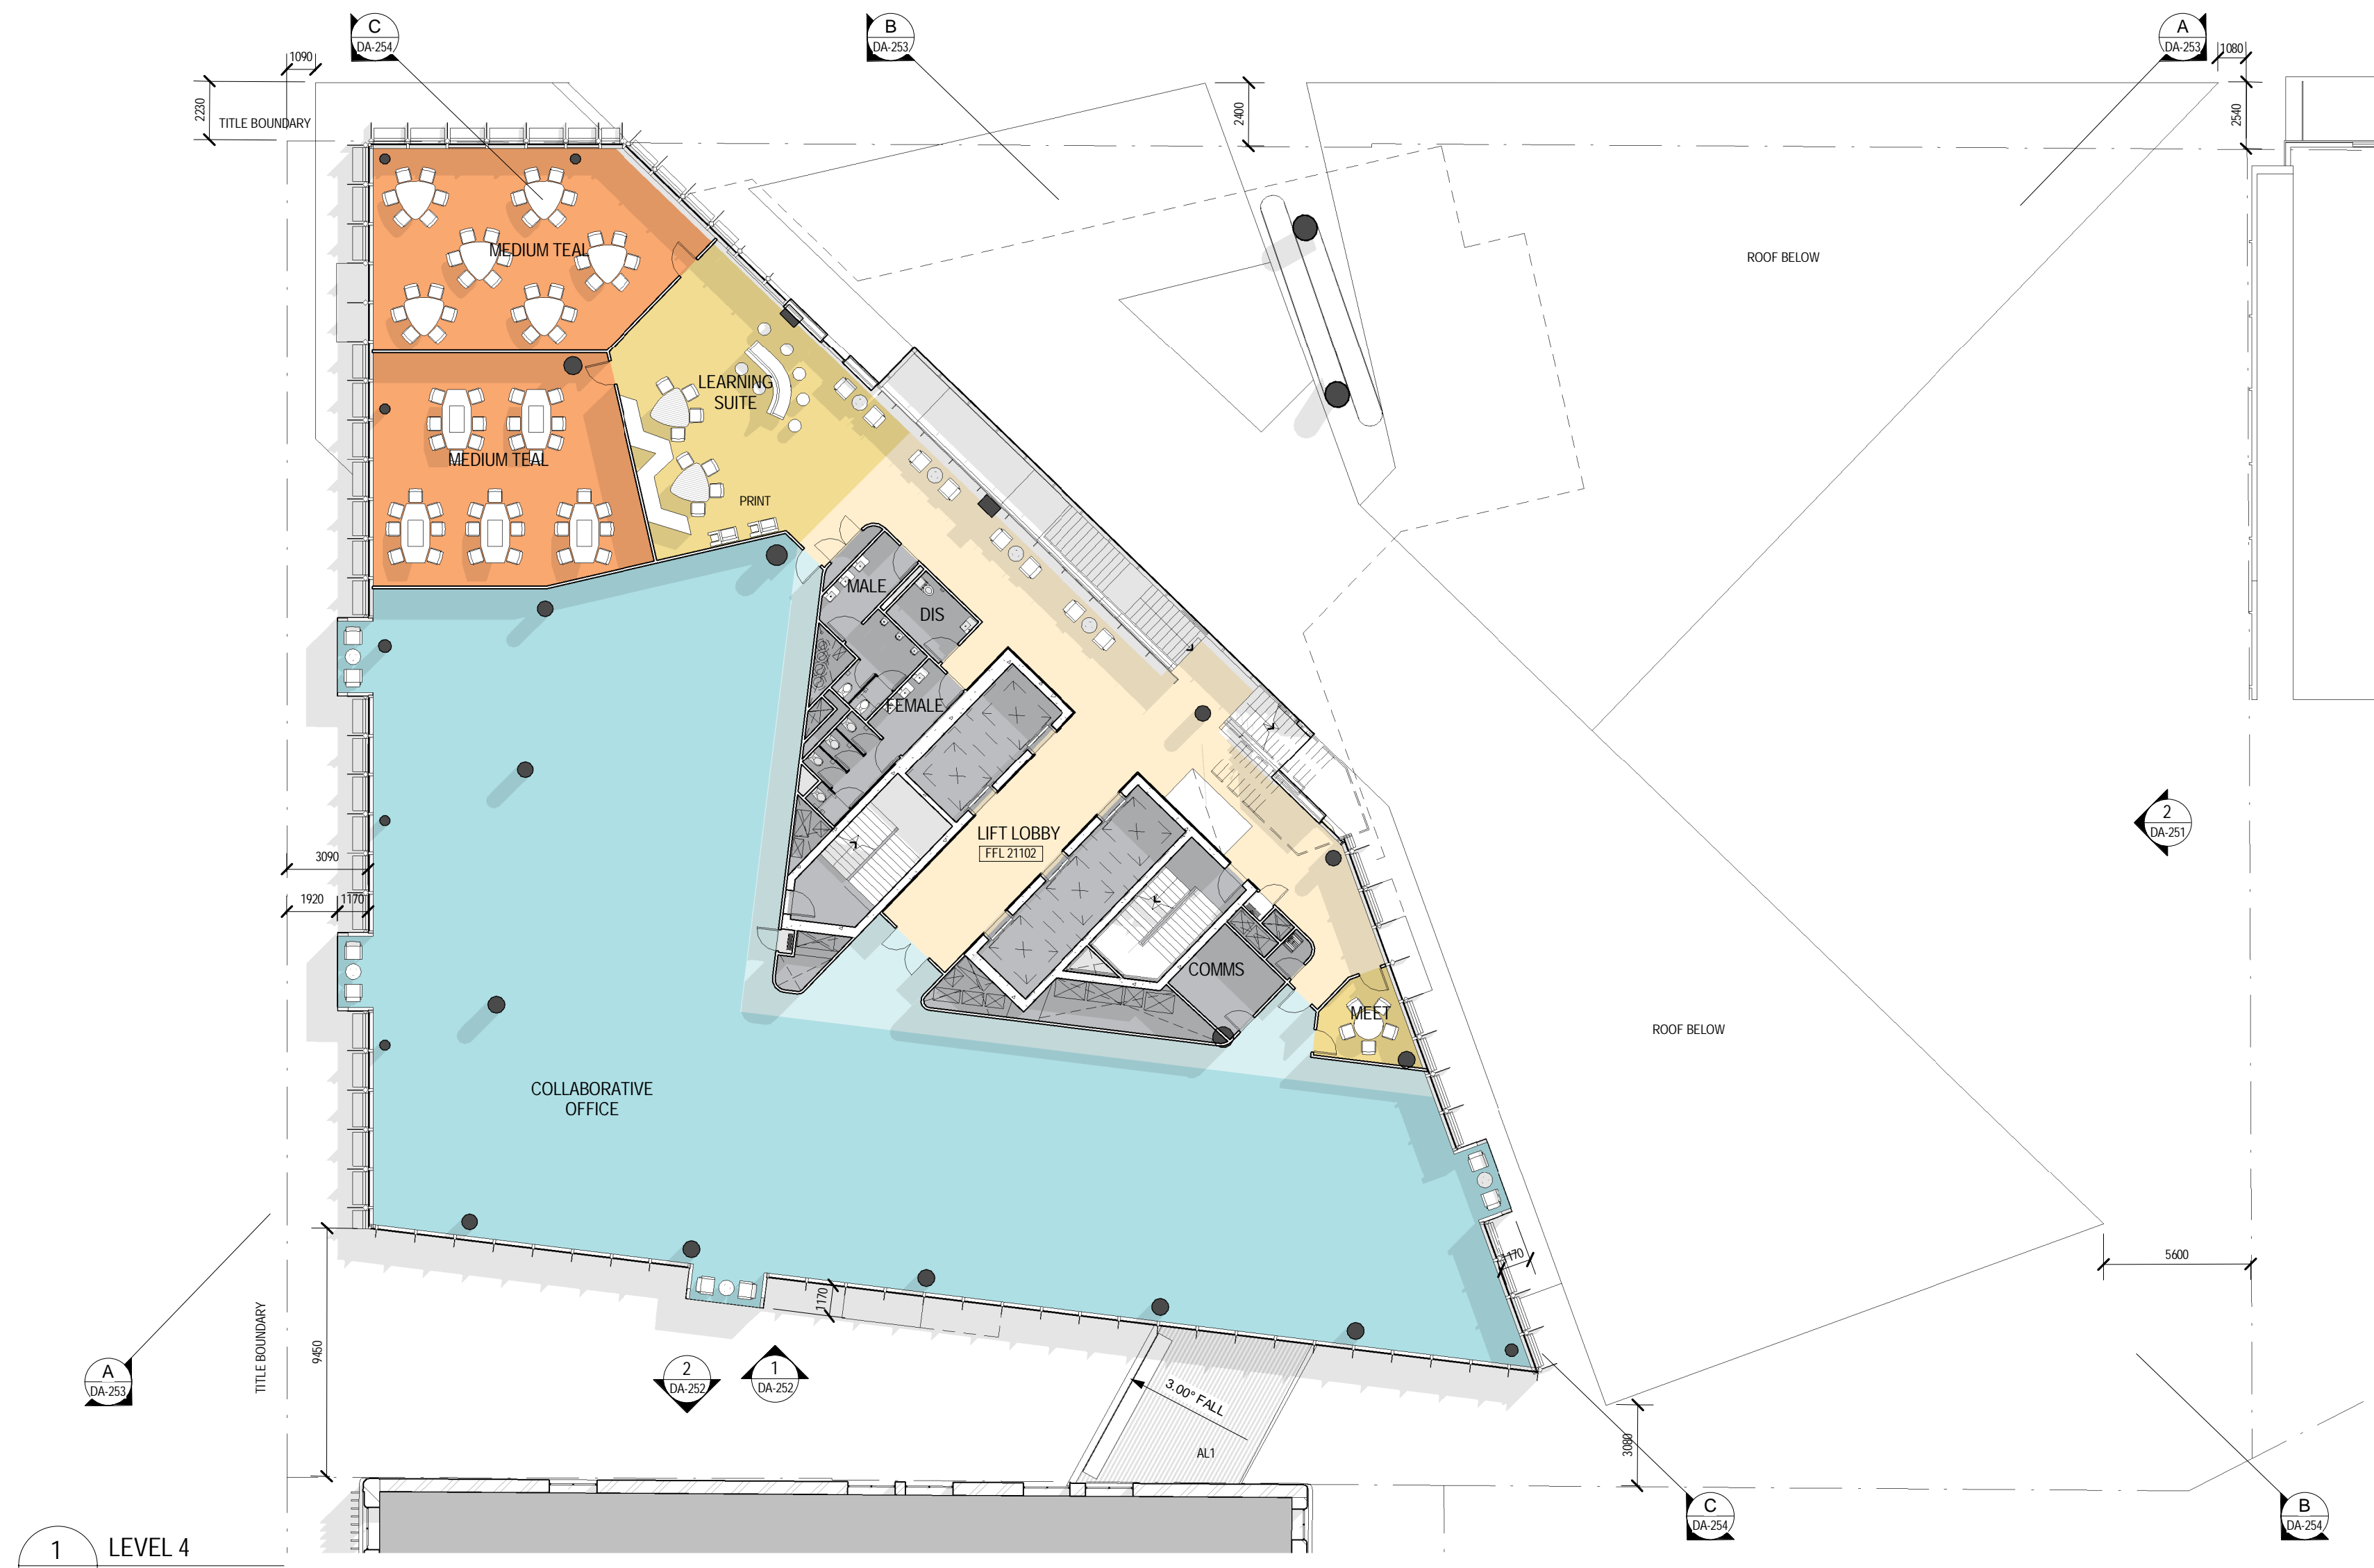 C
DA-254
B
DA-253
A
DA-253
1090
1080
2230
TITLE BOUNDARY
2400
2540
MEDIUM TEAL
ROOF BELOW
LEARNING
SUITE
MEDIUM TEAL
PRINT
MALE
DIS
FEMALE
LIFT LOBBY
FFL 21102
2
DA-251
3090
1920
1170
COMMS
MEET
ROOF BELOW
COLLABORATIVE
OFFICE
1170
5600
1170
TITLE BOUNDARY
9450
A
DA-253
2
DA-252
1
DA-252
3.00° FALL
AL1
3080
C
DA-254
B
DA-254
1
LEVEL 4